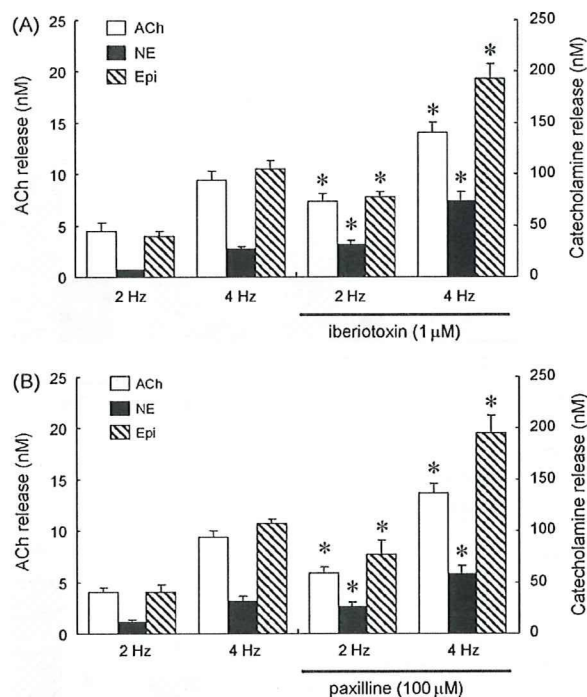 (A)
ACh
NE
Epi
ACh release (nM)
25
20
15
10
5
0
Catecholamine release (nM)
250
200
150
100
50
0
* * * * * *
2 Hz 4 Hz 2 Hz 4 Hz
iberiotoxin (1 μM)
(B)
ACh
NE
Epi
ACh release (nM)
25
20
15
10
5
0
Catecholamine release (nM)
250
200
150
100
50
0
* * * * * *
2 Hz 4 Hz 2 Hz 4 Hz
paxilline (100 μM)